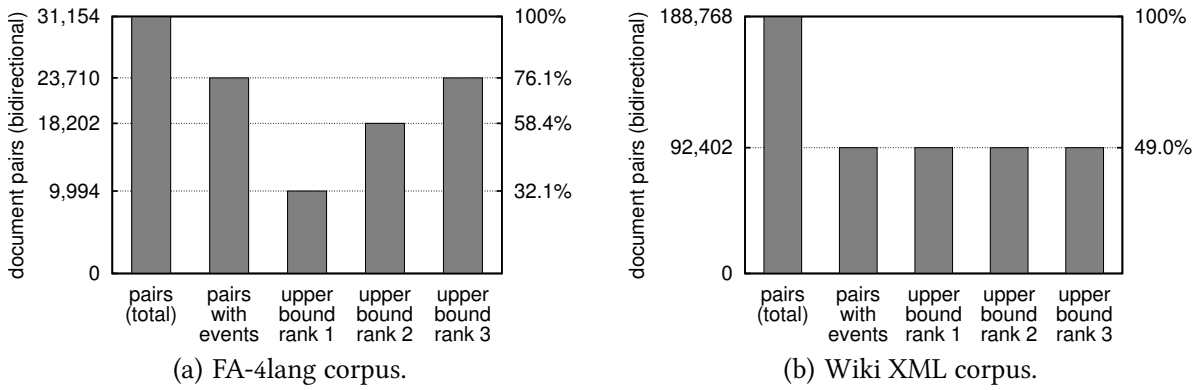 document pairs (bidirectional)
31,154
23,710
18,202
9,994
0
100%
76.1%
58.4%
32.1%
pairs
(total)
pairs
with
events
upper
bound
rank 1
upper
bound
rank 2
upper
bound
rank 3
(a) FA-4lang corpus.
document pairs (bidirectional)
188,768
92,402
0
100%
49.0%
pairs
(total)
pairs
with
events
upper
bound
rank 1
upper
bound
rank 2
upper
bound
rank 3
(b) Wiki XML corpus.